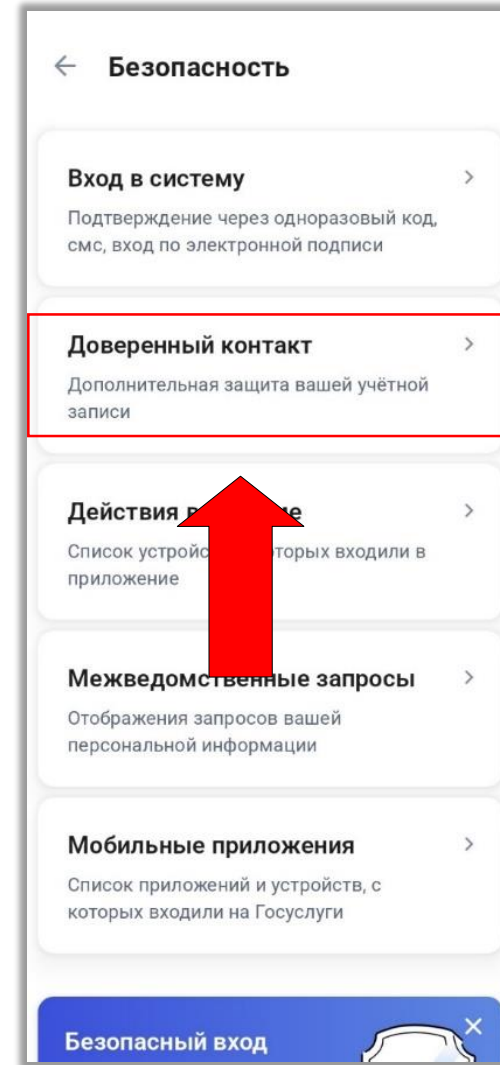 Безопасность
Вход в систему
Подтверждение через одноразовый код,
смс, вход по электронной подписи
Доверенный контакт
Дополнительная защита вашей учётной
записи
Действия в
Список которых входили в
приложение
Межведомственные запросы
Отображения запросов вашей
персональной информации
Мобильные приложения
Список приложений и устройств, с
которых входили на Госуслуги
Безопасный вход